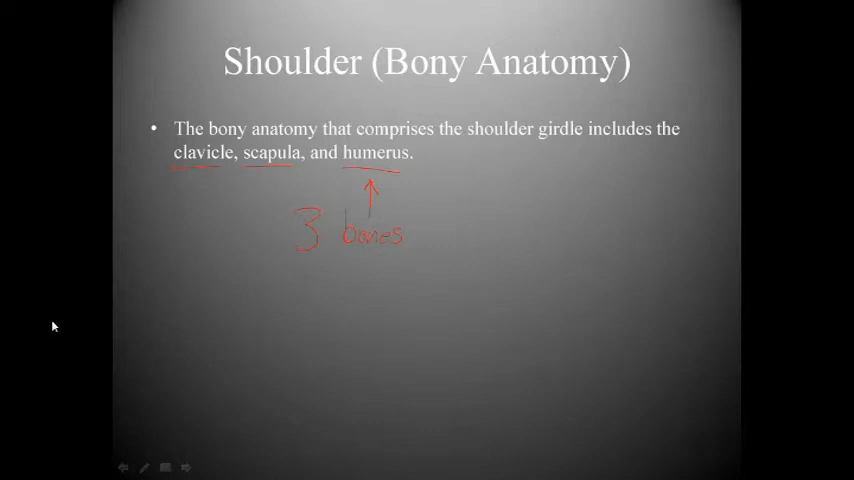 Shoulder (Bony Anatomy)
• The bony anatomy that comprises the shoulder girdle includes the
clavicle, scapula, and humerus.
3 bones